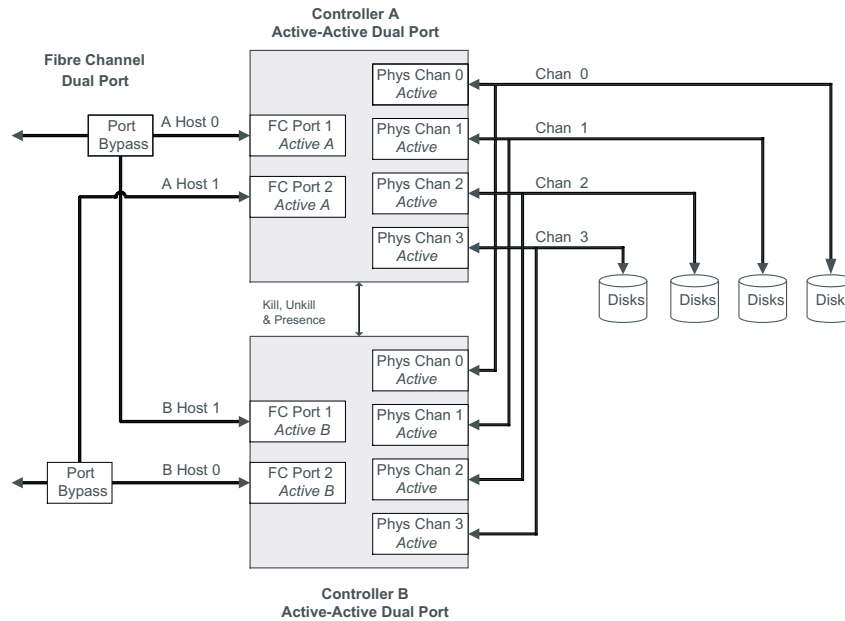 Controller A
Active-Active Dual Port
Fibre Channel
Dual Port
Phys Chan 0
Active
Chan 0
Port
Bypass
A Host 0
FC Port 1
Active A
Phys Chan 1
Active
Chan 1
A Host 1
FC Port 2
Active A
Phys Chan 2
Active
Chan 2
Phys Chan 3
Active
Chan 3
Disks
Disks
Disks
Disk
Kill, Unkill
& Presence
Phys Chan 0
Active
B Host 1
FC Port 1
Active B
Phys Chan 1
Active
Port
Bypass
B Host 0
FC Port 2
Active B
Phys Chan 2
Active
Phys Chan 3
Active
Controller B
Active-Active Dual Port